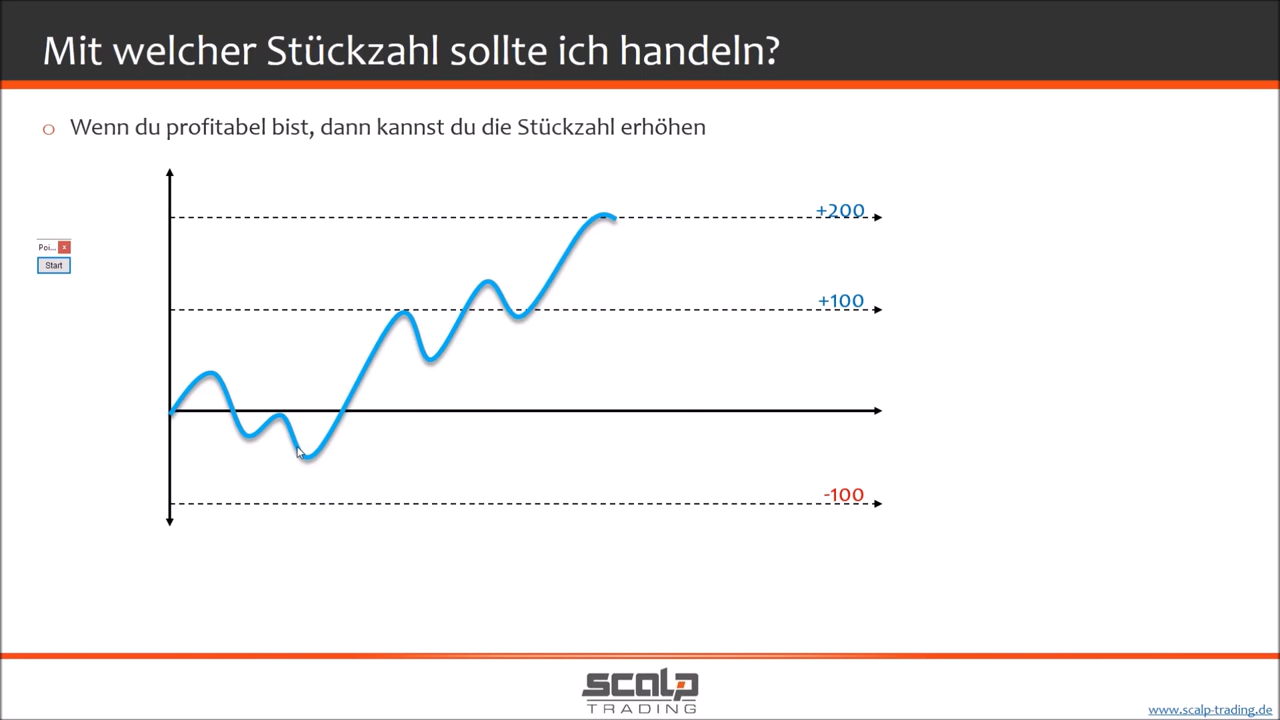 Mit welcher Stückzahl sollte ich handeln?
o Wenn du profitabel bist, dann kannst du die Stückzahl erhöhen
+200
Poi... x
Start
+100
-100
scalp
TRADING
www.scalp-trading.de